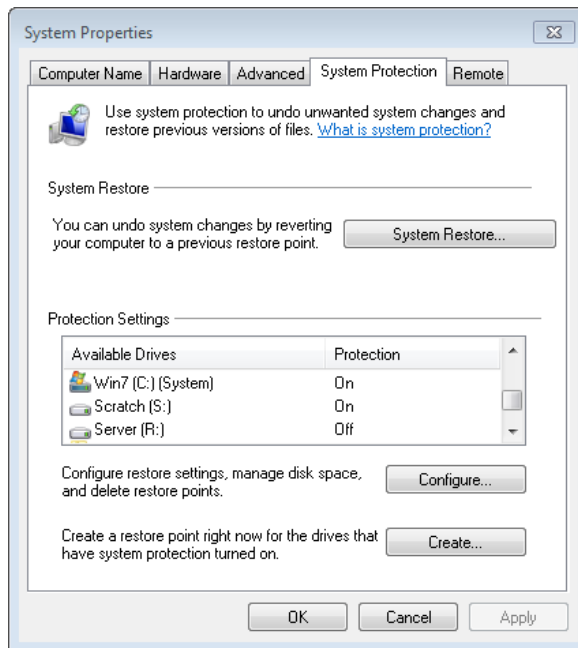 System Properties
Computer Name Hardware Advanced System Protection Remote
Use system protection to undo unwanted system changes and
restore previous versions of files. What is system protection?
System Restore
You can undo system changes by reverting
your computer to a previous restore point.
System Restore...
Protection Settings
Available Drives Protection
Win7 (C:) (System) On
Scratch (S:) On
Server (R:) Off
Configure restore settings, manage disk space,
and delete restore points.
Configure...
Create a restore point right now for the drives that
have system protection turned on.
Create...
OK Cancel Apply